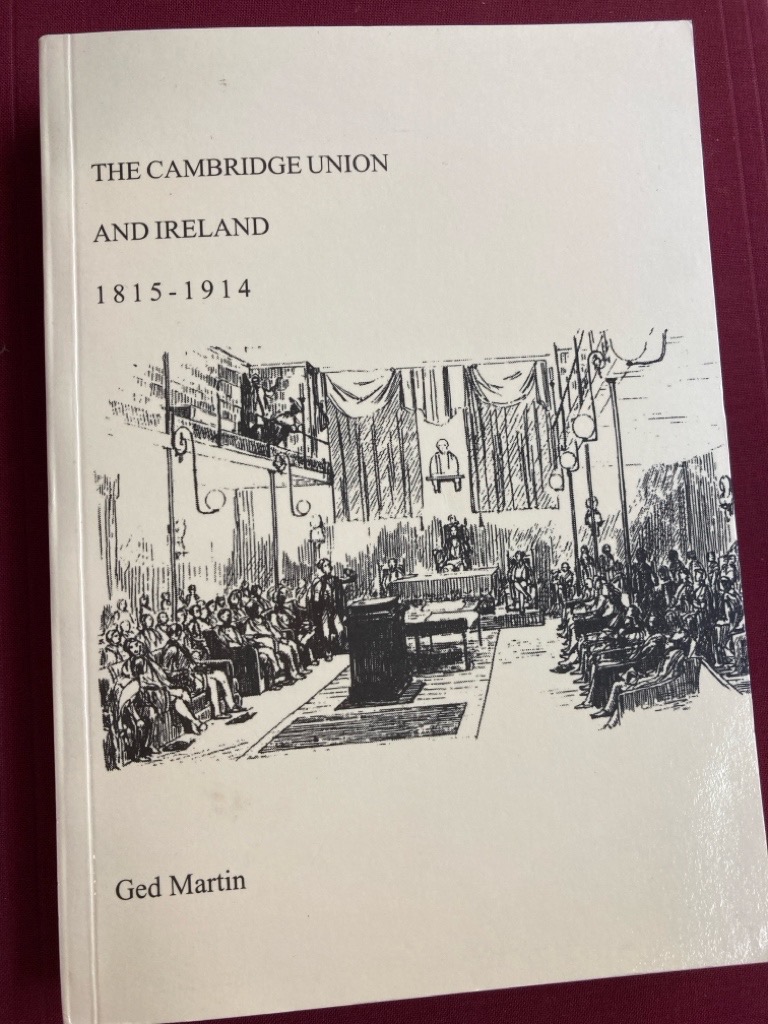 THE CAMBRIDGE UNION
AND IRELAND
1815-1914
Ged Martin